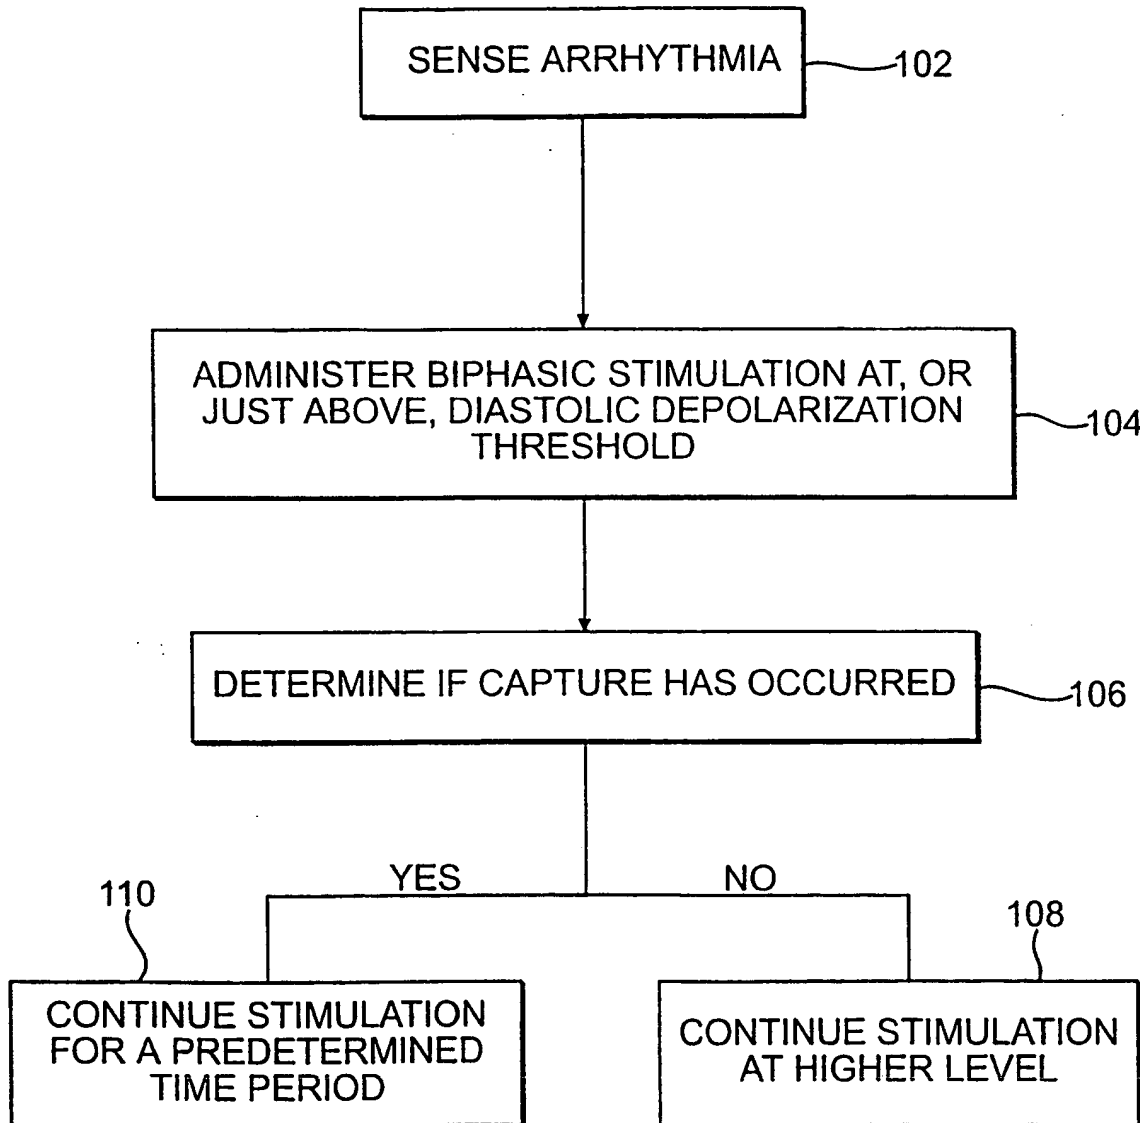 SENSE ARRHYTHMIA
102
ADMINISTER BIPHASIC STIMULATION AT, OR
JUST ABOVE, DIASTOLIC DEPOLARIZATION
THRESHOLD
104
DETERMINE IF CAPTURE HAS OCCURRED
106
YES
NO
110
108
CONTINUE STIMULATION
FOR A PREDETERMINED
TIME PERIOD
CONTINUE STIMULATION
AT HIGHER LEVEL